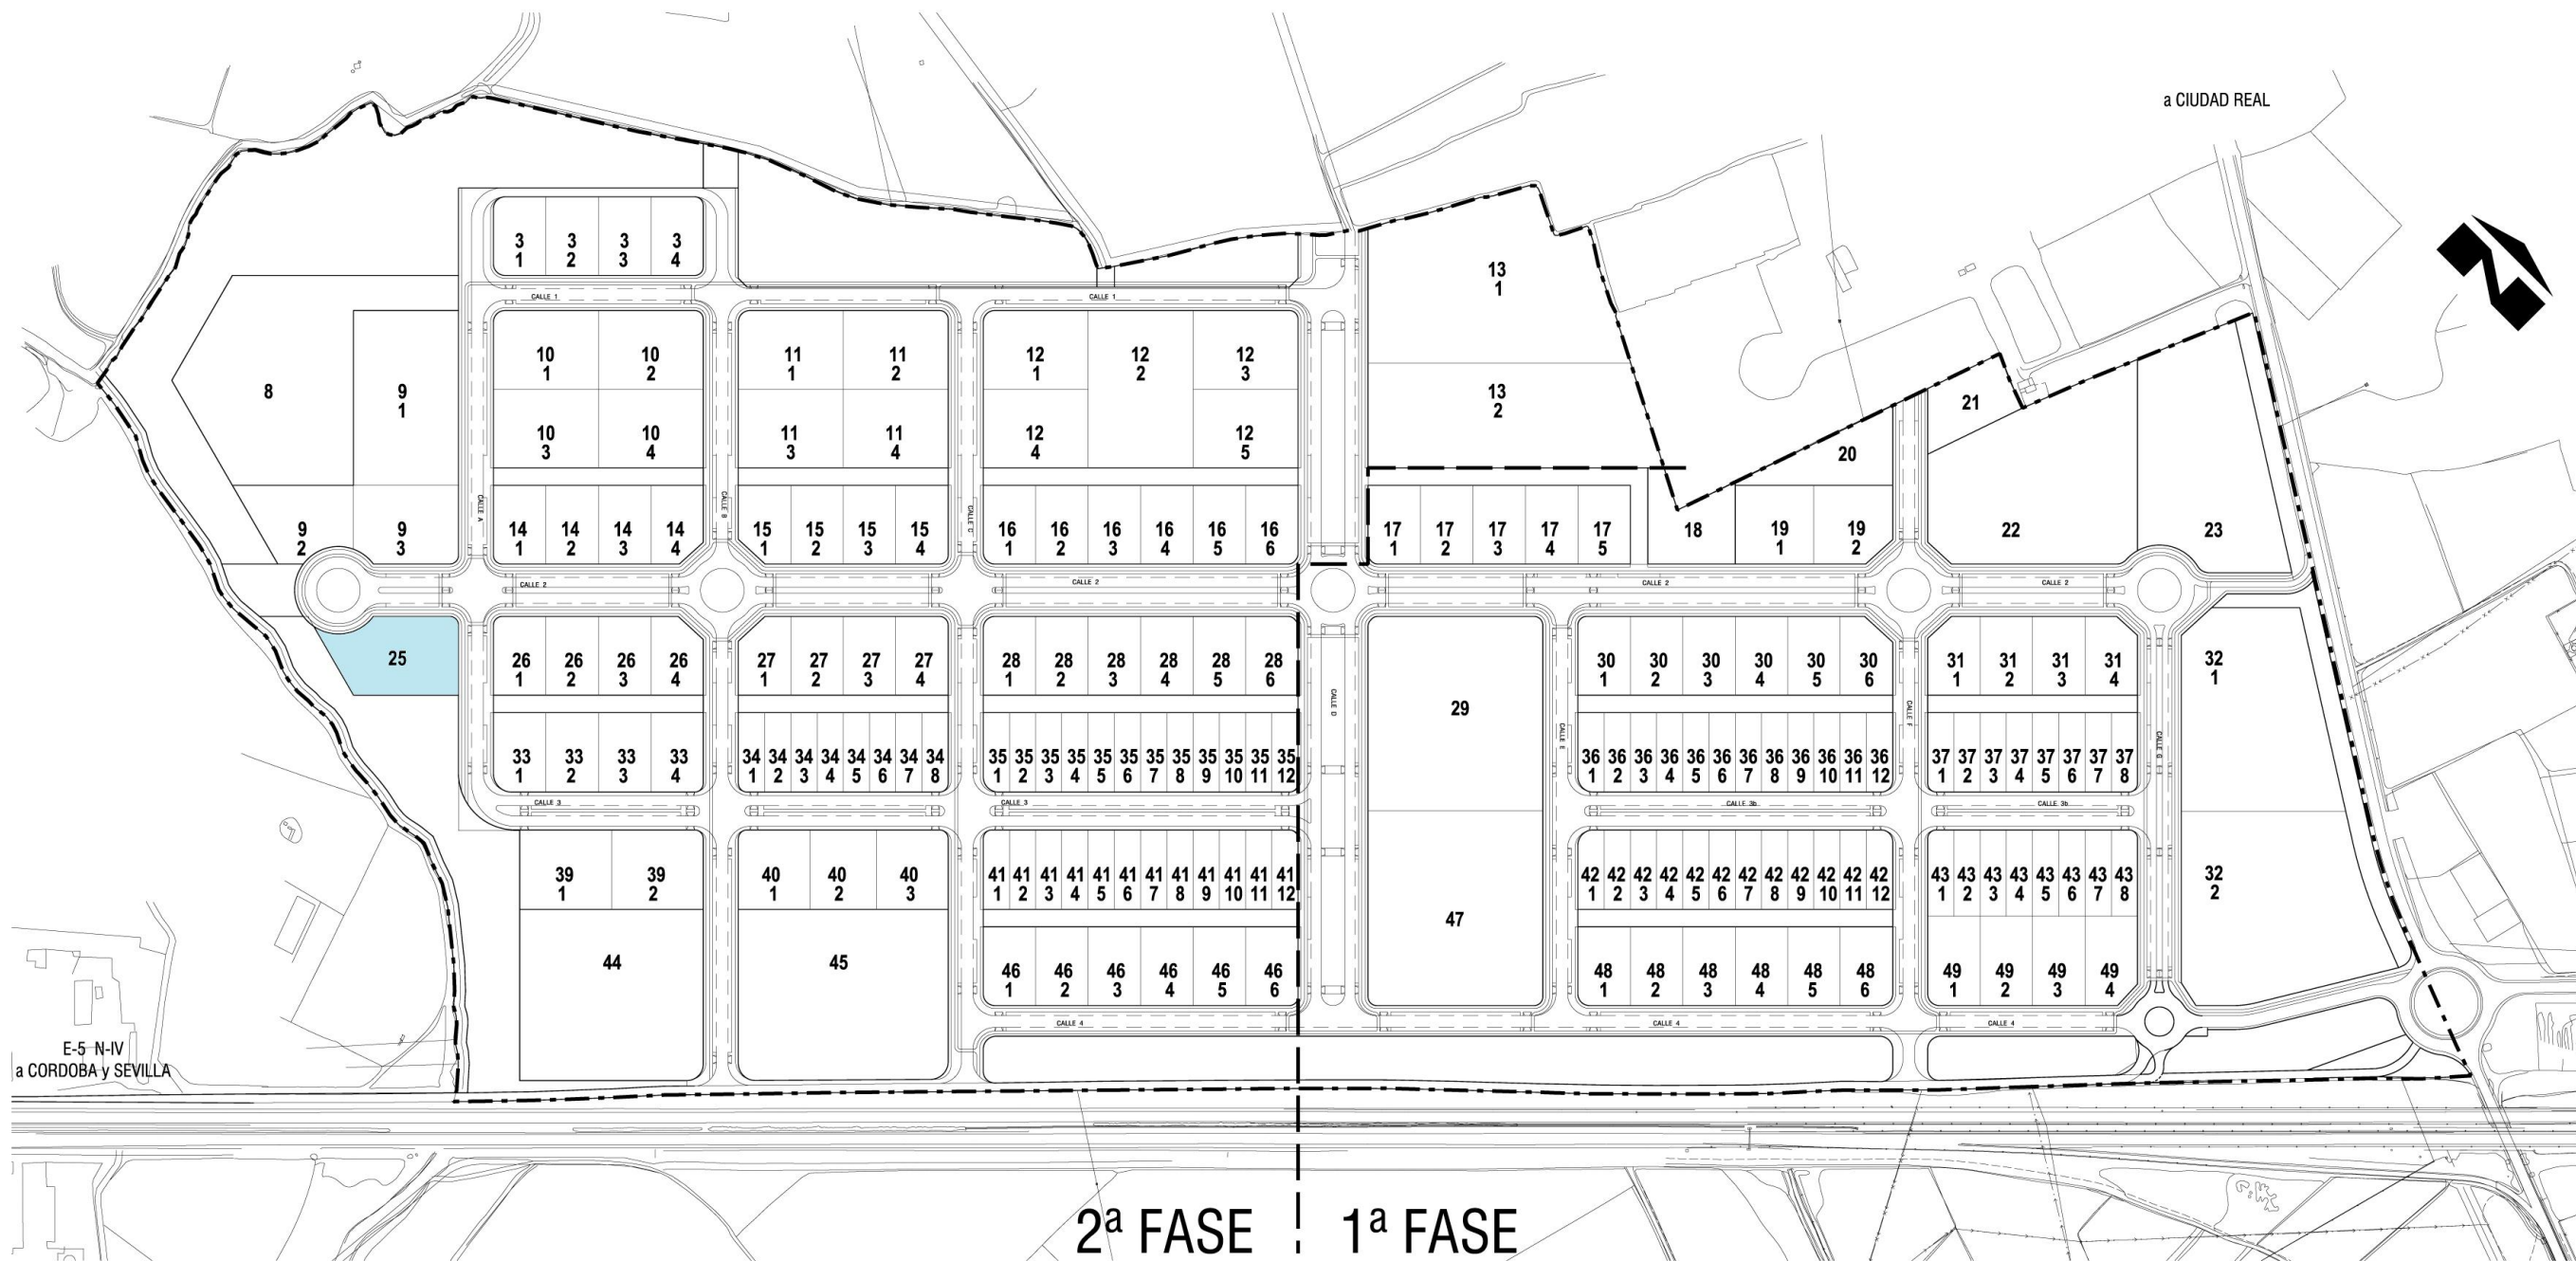 a CIUDAD REAL
3 3 3 3
1 2 3 4
CALLE 1 CALLE 1
13
1
10 10 11 11 12 12 12
1 2 1 2 1 2 3
8
9
1
13
2
21
10 10 11 11 12 12
3 4 3 4 4 5
20
CALLE A CALLE B CALLE C
9 9 14 14 14 14 15 15 15 15 16 16 16 16 16 16 17 17 17 17 17 18 19 19 22 23
2 3 1 2 3 4 1 2 3 4 1 2 3 4 5 6 1 2 3 4 5 1 2
CALLE 2 CALLE 2 CALLE 2 CALLE 2
25
26 26 26 26 27 27 27 27 28 28 28 28 28 28 30 30 30 30 30 30 31 31 31 31 32
1 2 3 4 1 2 3 4 1 2 3 4 5 6 1 2 3 4 5 6 1 2 3 4 1
CALLE D
29
CALLE E CALLE F CALLE G
33 33 33 33 34 34 34 34 34 34 34 34 35 35 35 35 35 35 35 35 35 35 35 35 36 36 36 36 36 36 36 36 36 36 36 36 37 37 37 37 37 37 37 37
1 2 3 4 1 2 3 4 5 6 7 8 1 2 3 4 5 6 7 8 9 10 11 12 1 2 3 4 5 6 7 8 9 10 11 12 1 2 3 4 5 6 7 8
CALLE 3 CALLE 3 CALLE 3b CALLE 3b
39 39 40 40 40 41 41 41 41 41 41 41 41 41 41 41 41 42 42 42 42 42 42 42 42 42 42 42 42 43 43 43 43 43 43 43 43 32
1 2 1 2 3 1 2 3 4 5 6 7 8 9 10 11 12 1 2 3 4 5 6 7 8 9 10 11 12 1 2 3 4 5 6 7 8 2
47
44 45
46 46 46 46 46 46 48 48 48 48 48 48 49 49 49 49
1 2 3 4 5 6 1 2 3 4 5 6 1 2 3 4
CALLE 4 CALLE 4 CALLE 4
E-5 N-IV
a CORDOBA y SEVILLA
2ª FASE 1ª FASE